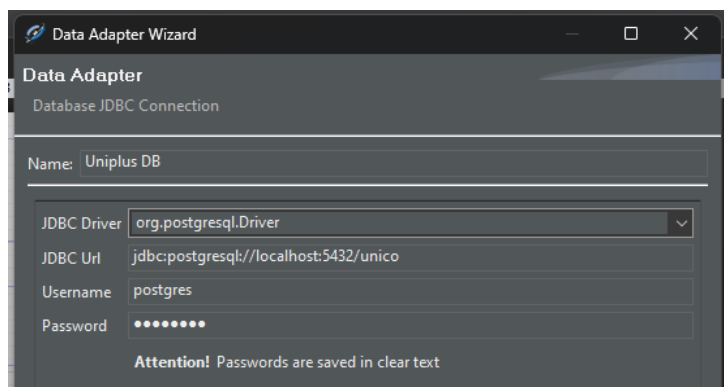 Data Adapter Wizard
Data Adapter
Database JDBC Connection
Name: Uniplus DB
JDBC Driver org.postgresql.Driver
JDBC Url jdbc:postgresql://localhost:5432/unico
Username postgres
Password ••••••••
Attention! Passwords are saved in clear text